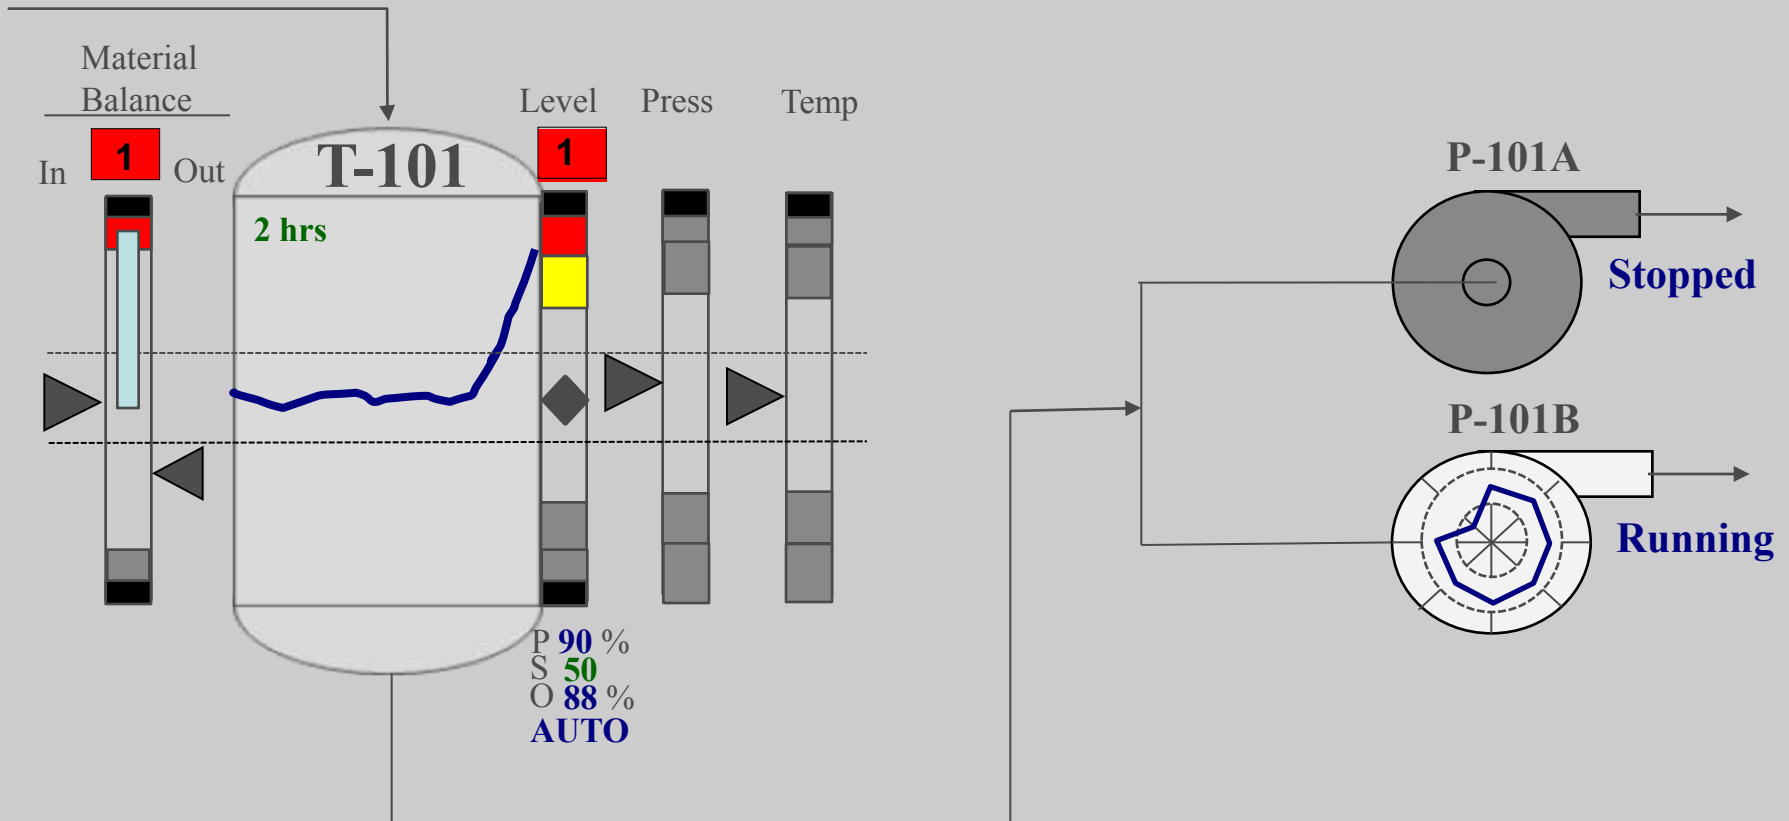 Material
Balance
In
1
Out
T-101
2 hrs
Level
1
Press
Temp
P 90 %
S 50
O 88 %
AUTO
P-101A
Stopped
P-101B
Running